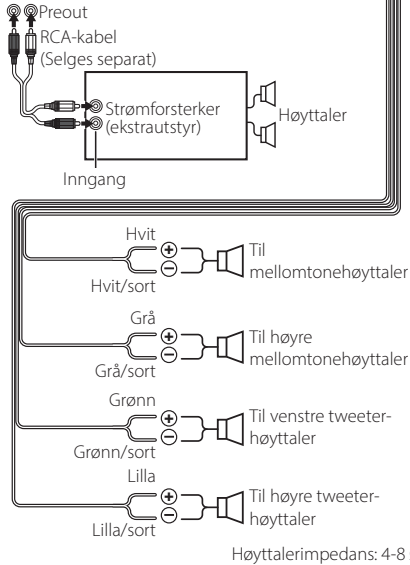 Preout
RCA-kabel
(Selges separat)
Strømforsterker
(ekstrautstyr)
Høyttaler
Inngang
Hvit
Hvit/sort
Til
mellomtonehøyttaler
Grå
Grå/sort
Til høyre
mellomtonehøyttaler
Grønn
Grønn/sort
Til venstre tweeter-
høyttaler
Lilla
Lilla/sort
Til høyre tweeter-
høyttaler
Høyttalerimpedans: 4-8